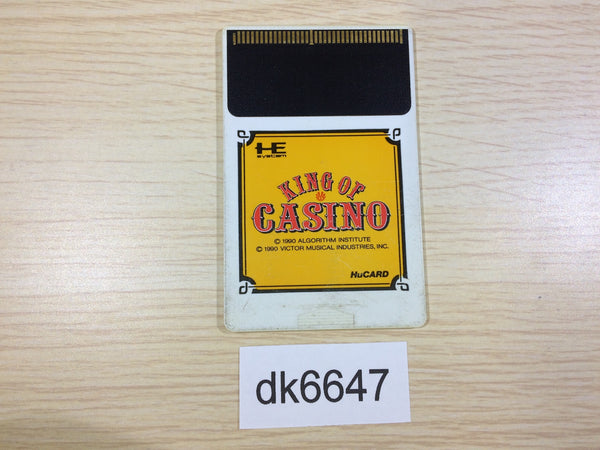 HE
system
KING OF
CASINO
© 1990 ALGORITHM INSTITUTE
© 1990 VICTOR MUSICAL INDUSTRIES, INC.
HuCARD
dk6647